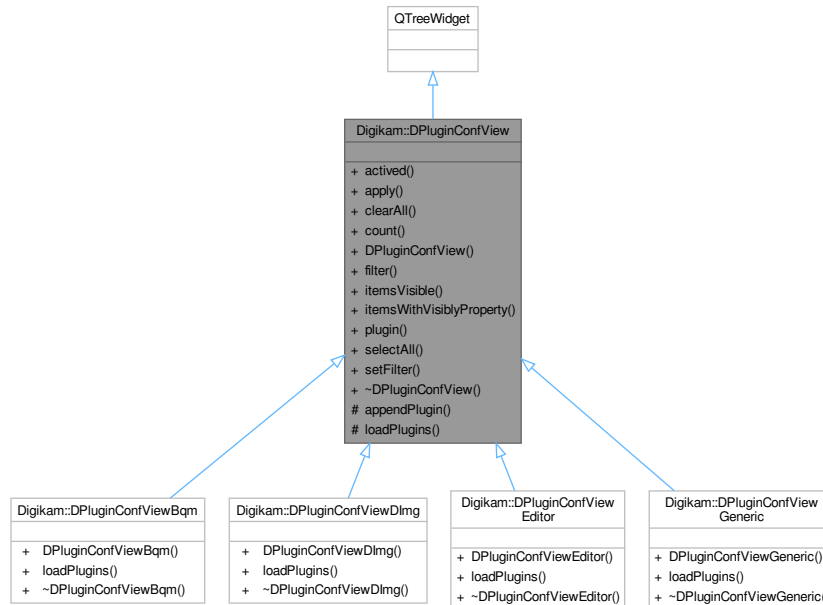 QTreeWidget
Digikam::DPluginConfView
+ actived()
+ apply()
+ clearAll()
+ count()
+ DPluginConfView()
+ filter()
+ itemsVisible()
+ itemsWithVisiblyProperty()
+ plugin()
+ selectAll()
+ setFilter()
+ ~DPluginConfView()
# appendPlugin()
# loadPlugins()
Digikam::DPluginConfViewBqm
+ DPluginConfViewBqm()
+ loadPlugins()
+ ~DPluginConfViewBqm()
Digikam::DPluginConfViewDImg
+ DPluginConfViewDImg()
+ loadPlugins()
+ ~DPluginConfViewDImg()
Digikam::DPluginConfView
Editor
+ DPluginConfViewEditor()
+ loadPlugins()
+ ~DPluginConfViewEditor()
Digikam::DPluginConfView
Generic
+ DPluginConfViewGeneric()
+ loadPlugins()
+ ~DPluginConfViewGeneric(